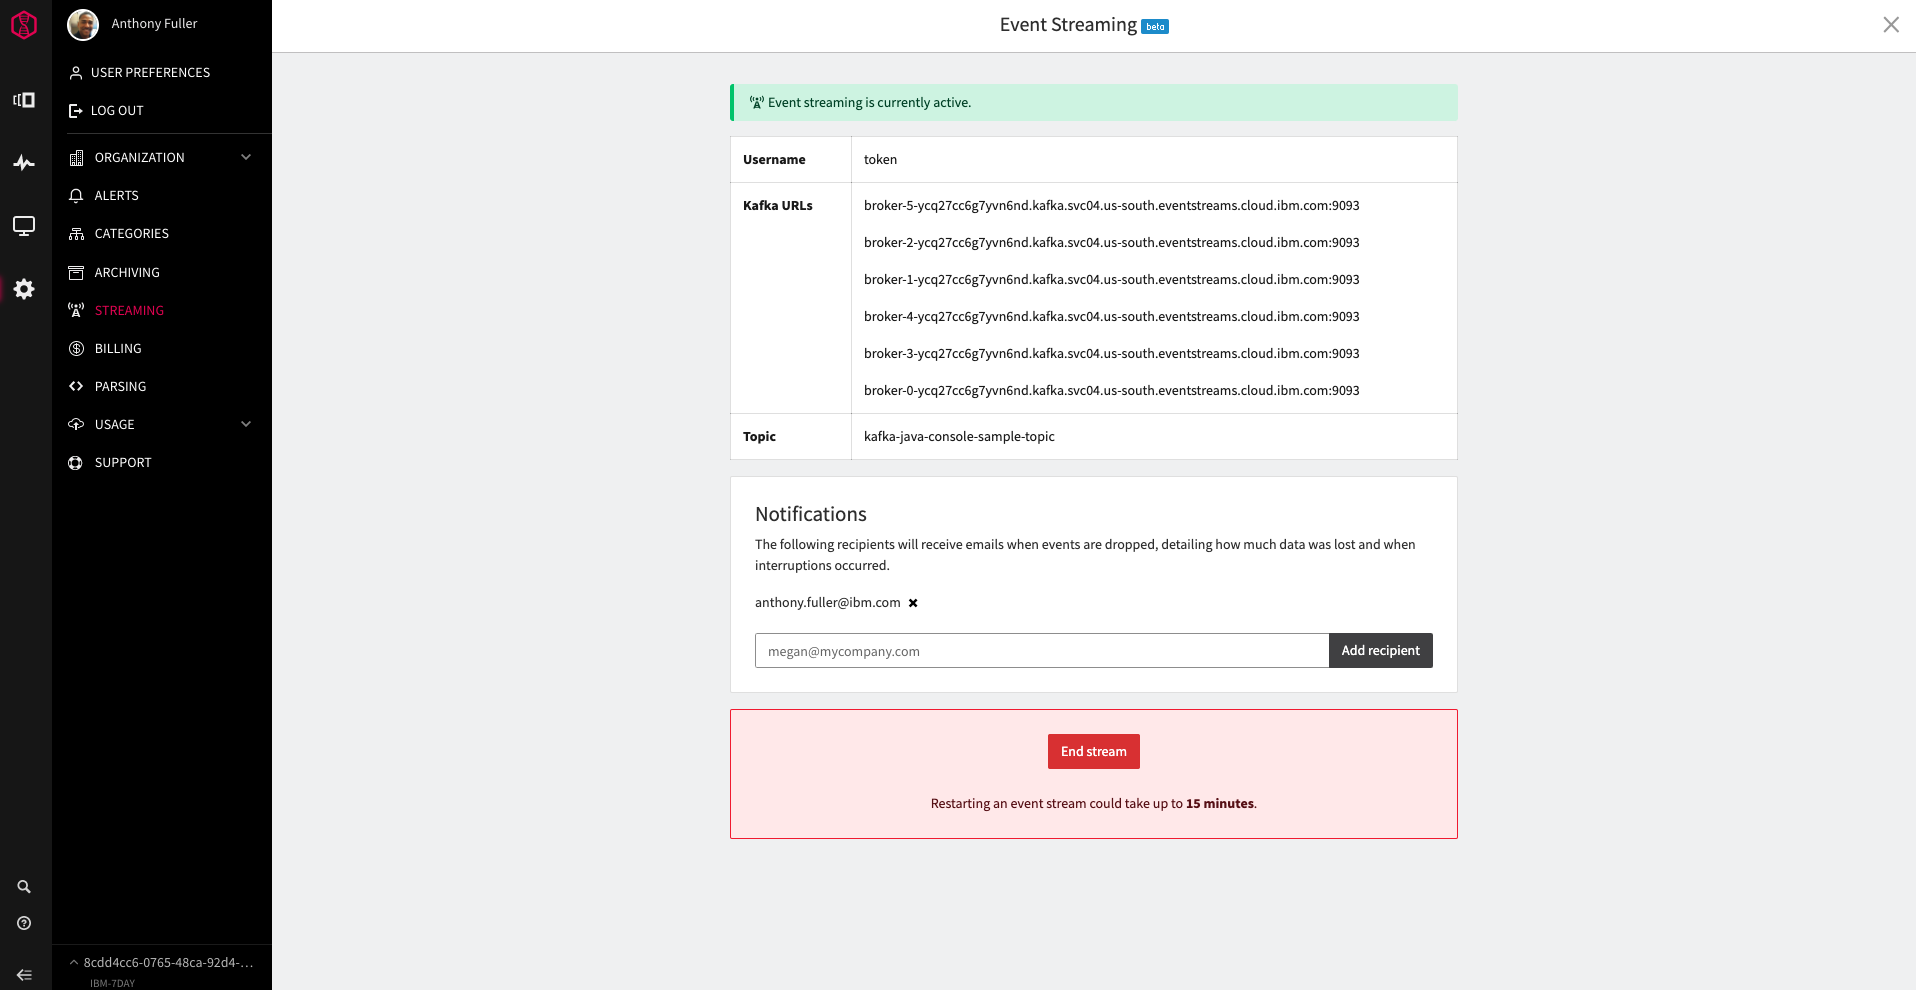 Anthony Fuller
USER PREFERENCES
LOG OUT
ORGANIZATION
ALERTS
CATEGORIES
ARCHIVING
STREAMING
BILLING
PARSING
USAGE
SUPPORT
8cdd4cc6-0765-48ca-92d4-...
IBM-7DAY
Event Streaming beta
Event streaming is currently active.
Username token
Kafka URLs broker-5-ycq27cc6g7yvn6nd.kafka.svc04.us-south.eventstreams.cloud.ibm.com:9093
broker-2-ycq27cc6g7yvn6nd.kafka.svc04.us-south.eventstreams.cloud.ibm.com:9093
broker-1-ycq27cc6g7yvn6nd.kafka.svc04.us-south.eventstreams.cloud.ibm.com:9093
broker-4-ycq27cc6g7yvn6nd.kafka.svc04.us-south.eventstreams.cloud.ibm.com:9093
broker-3-ycq27cc6g7yvn6nd.kafka.svc04.us-south.eventstreams.cloud.ibm.com:9093
broker-0-ycq27cc6g7yvn6nd.kafka.svc04.us-south.eventstreams.cloud.ibm.com:9093
Topic kafka-java-console-sample-topic
Notifications
The following recipients will receive emails when events are dropped, detailing how much data was lost and when
interruptions occurred.
anthony.fuller@ibm.com
megan@mycompany.com Add recipient
End stream
Restarting an event stream could take up to 15 minutes.